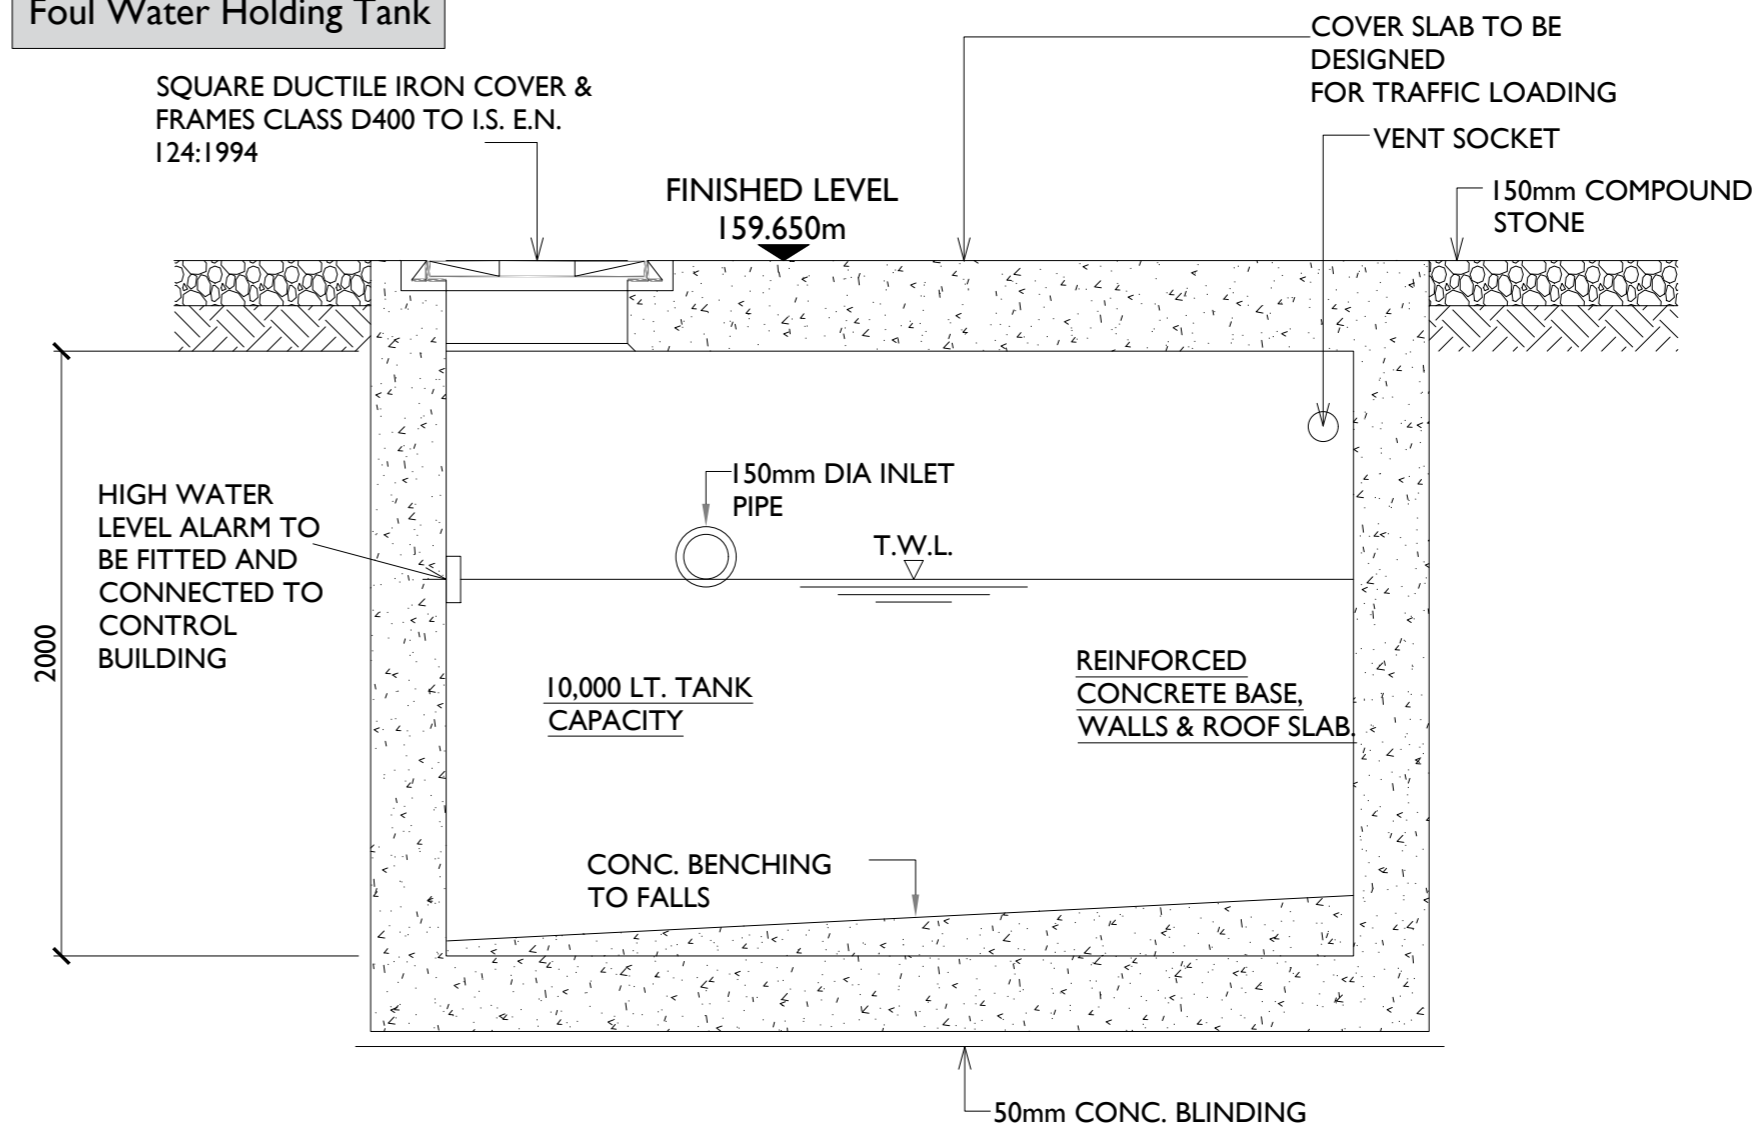 Foul Water Holding Tank
SQUARE DUCTILE IRON COVER &
FRAMES CLASS D400 TO I.S. E.N.
124:1994
COVER SLAB TO BE
DESIGNED
FOR TRAFFIC LOADING
VENT SOCKET
150mm COMPOUND
STONE
FINISHED LEVEL
159.650m
HIGH WATER
LEVEL ALARM TO
BE FITTED AND
CONNECTED TO
CONTROL
BUILDING
2000
150mm DIA INLET
PIPE
T.W.L.
10,000 LT. TANK
CAPACITY
REINFORCED
CONCRETE BASE,
WALLS & ROOF SLAB.
CONC. BENCHING
TO FALLS
50mm CONC. BLINDING